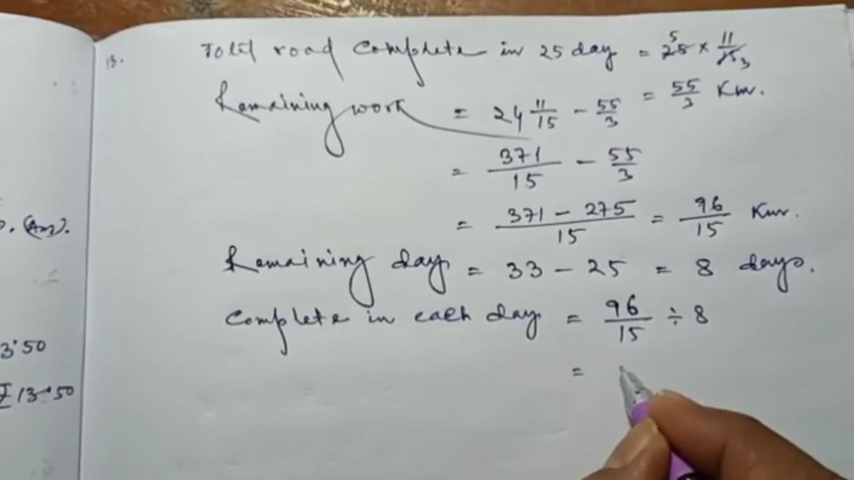 13. Total road complete in 25 day = 25 5 × 11/15 3
= 55/3 Km.
Remaining work = 24 11/15 - 55/3
= 371/15 - 55/3
= 371 - 275/15 = 96/15 Km.
Remaining day = 33 - 25 = 8 days.
Complete in each day = 96/15 ÷ 8
=
(Ans).
3.50
₹13.50